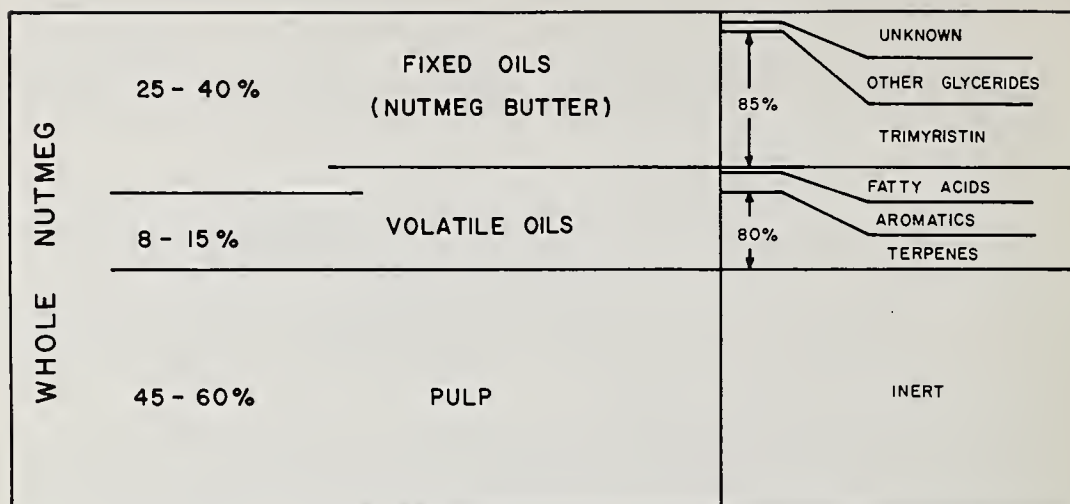 WHOLE NUTMEG
25 - 40%
FIXED OILS
(NUTMEG BUTTER)
85%
UNKNOWN
OTHER GLYCERIDES
TRIMYRISTIN
8 - 15%
VOLATILE OILS
80%
FATTY ACIDS
AROMATICS
TERPENES
45 - 60%
PULP
INERT